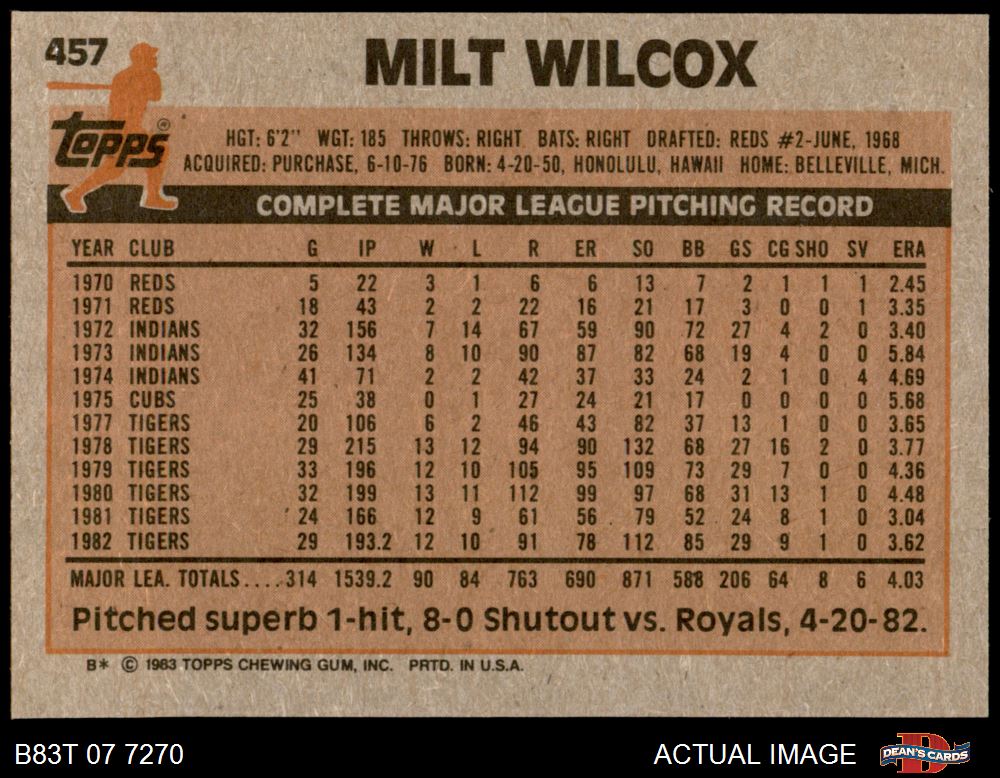 457
MILT WILCOX
Topps®
HGT: 6'2" WGT: 185 THROWS: RIGHT BATS: RIGHT DRAFTED: REDS #2-JUNE, 1968
ACQUIRED: PURCHASE, 6-10-76 BORN: 4-20-50, HONOLULU, HAWAII HOME: BELLEVILLE, MICH.
COMPLETE MAJOR LEAGUE PITCHING RECORD
YEAR CLUB G IP W L R ER SO BB GS CG SHO SV ERA
1970 REDS 5 22 3 1 6 6 13 7 2 1 1 1 2.45
1971 REDS 18 43 2 2 22 16 21 17 3 0 0 1 3.35
1972 INDIANS 32 156 7 14 67 59 90 72 27 4 2 0 3.40
1973 INDIANS 26 134 8 10 90 87 82 68 19 4 0 0 5.84
1974 INDIANS 41 71 2 2 42 37 33 24 2 1 0 4 4.69
1975 CUBS 25 38 0 1 27 24 21 17 0 0 0 0 5.68
1977 TIGERS 20 106 6 2 46 43 82 37 13 1 0 0 3.65
1978 TIGERS 29 215 13 12 94 90 132 68 27 16 2 0 3.77
1979 TIGERS 33 196 12 10 105 95 109 73 29 7 0 0 4.36
1980 TIGERS 32 199 13 11 112 99 97 68 31 13 1 0 4.48
1981 TIGERS 24 166 12 9 61 56 79 52 24 8 1 0 3.04
1982 TIGERS 29 193.2 12 10 91 78 112 85 29 9 1 0 3.62
MAJOR LEA. TOTALS....314 1539.2 90 84 763 690 871 588 206 64 8 6 4.03
Pitched superb 1-hit, 8-0 Shutout vs. Royals, 4-20-82.
B* © 1983 TOPPS CHEWING GUM, INC. PRTD. IN U.S.A.
B83T 07 7270
ACTUAL IMAGE
D
DEAN'S CARDS